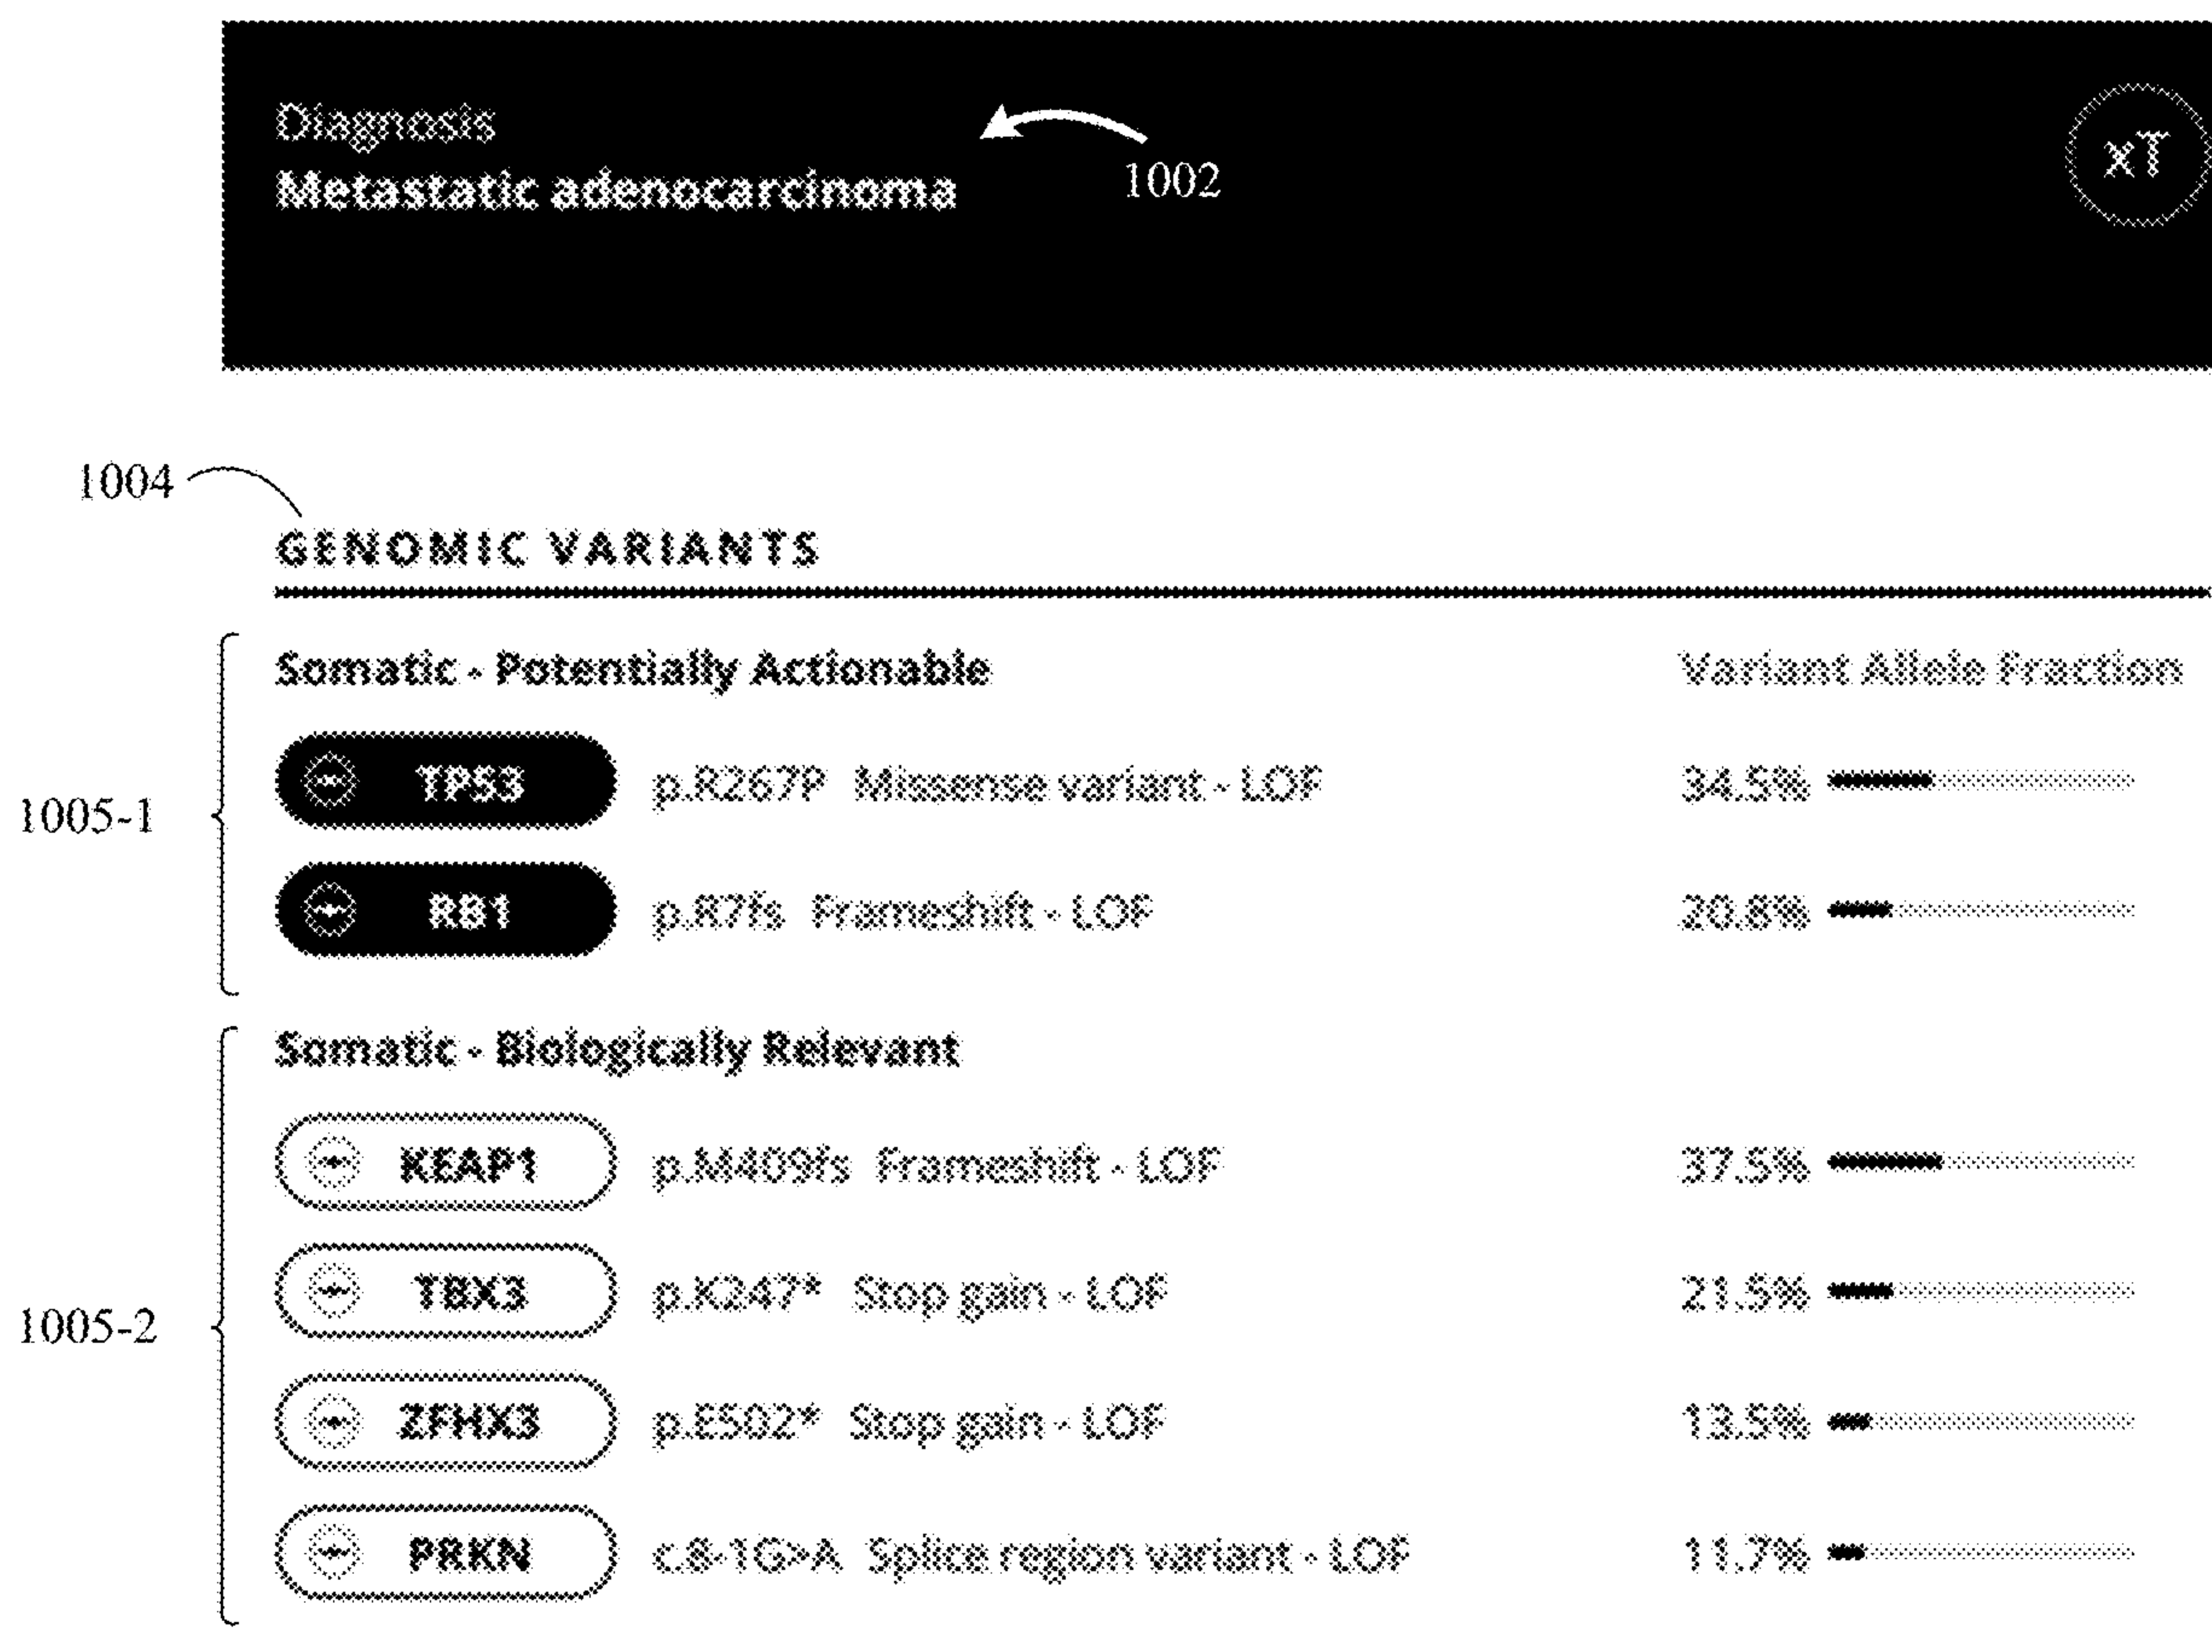 Diagnosis
Metastatic adenocarcinoma
1002
xT
1004
GENOMIC VARIANTS
Somatic - Potentially Actionable Variant Allele Fraction
TP53 p.R267P Missense variant - LOF 34.5%
1005-1
RB1 p.R7fs Frameshift - LOF 20.8%
Somatic - Biologically Relevant
KEAP1 p.M409fs Frameshift - LOF 37.5%
TBX3 p.K247* Stop gain - LOF 21.5%
1005-2
ZFHX3 p.E502* Stop gain - LOF 13.5%
PRKN c.8-1G>A Splice region variant - LOF 11.7%